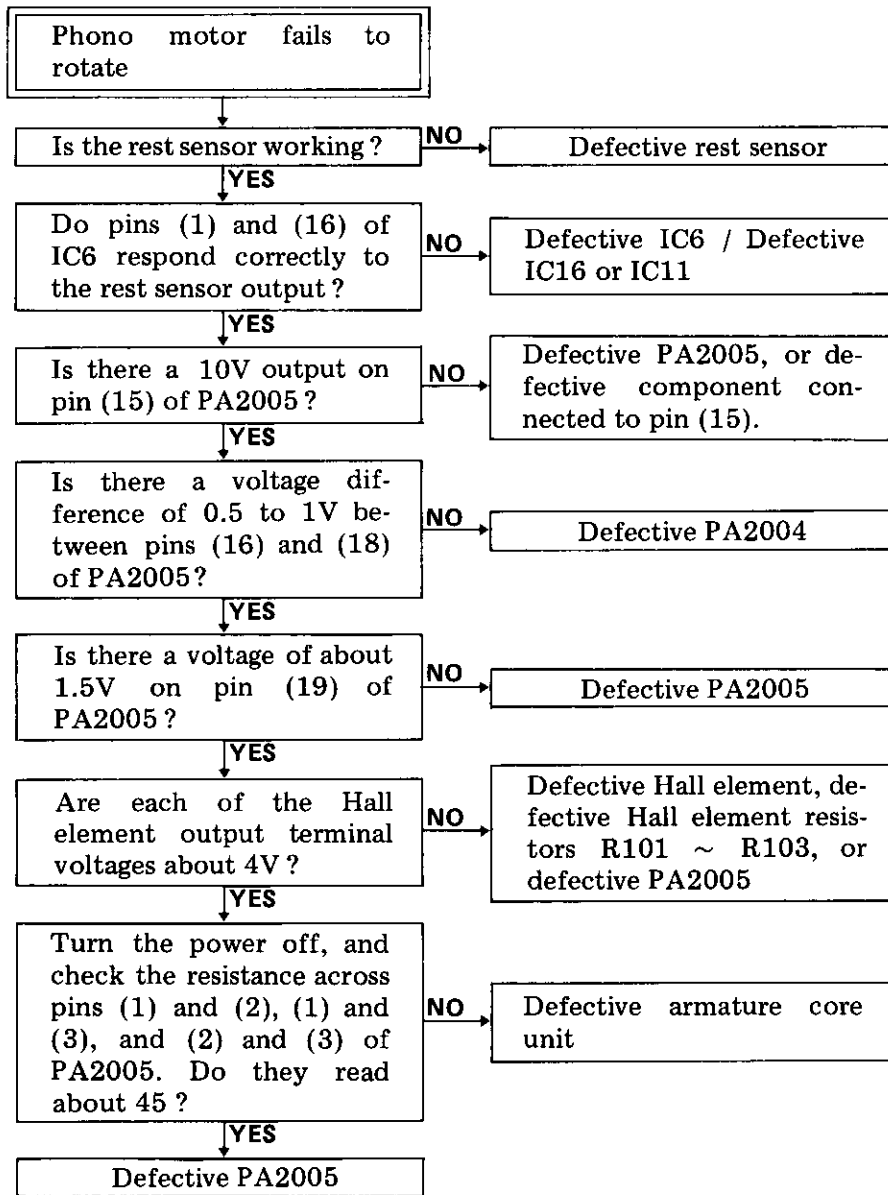 Phono motor fails to
rotate
Is the rest sensor working?
NO
Defective rest sensor
YES
Do pins (1) and (16) of
IC6 respond correctly to
the rest sensor output?
NO
Defective IC6 / Defective
IC16 or IC11
YES
Is there a 10V output on
pin (15) of PA2005?
NO
Defective PA2005, or de-
fective component con-
nected to pin (15).
YES
Is there a voltage dif-
ference of 0.5 to 1V be-
tween pins (16) and (18)
of PA2005?
NO
Defective PA2004
YES
Is there a voltage of about
1.5V on pin (19) of
PA2005?
NO
Defective PA2005
YES
Are each of the Hall
element output terminal
voltages about 4V?
NO
Defective Hall element, de-
fective Hall element resis-
tors R101 ~ R103, or
defective PA2005
YES
Turn the power off, and
check the resistance across
pins (1) and (2), (1) and
(3), and (2) and (3) of
PA2005. Do they read
about 45?
NO
Defective armature core
unit
YES
Defective PA2005